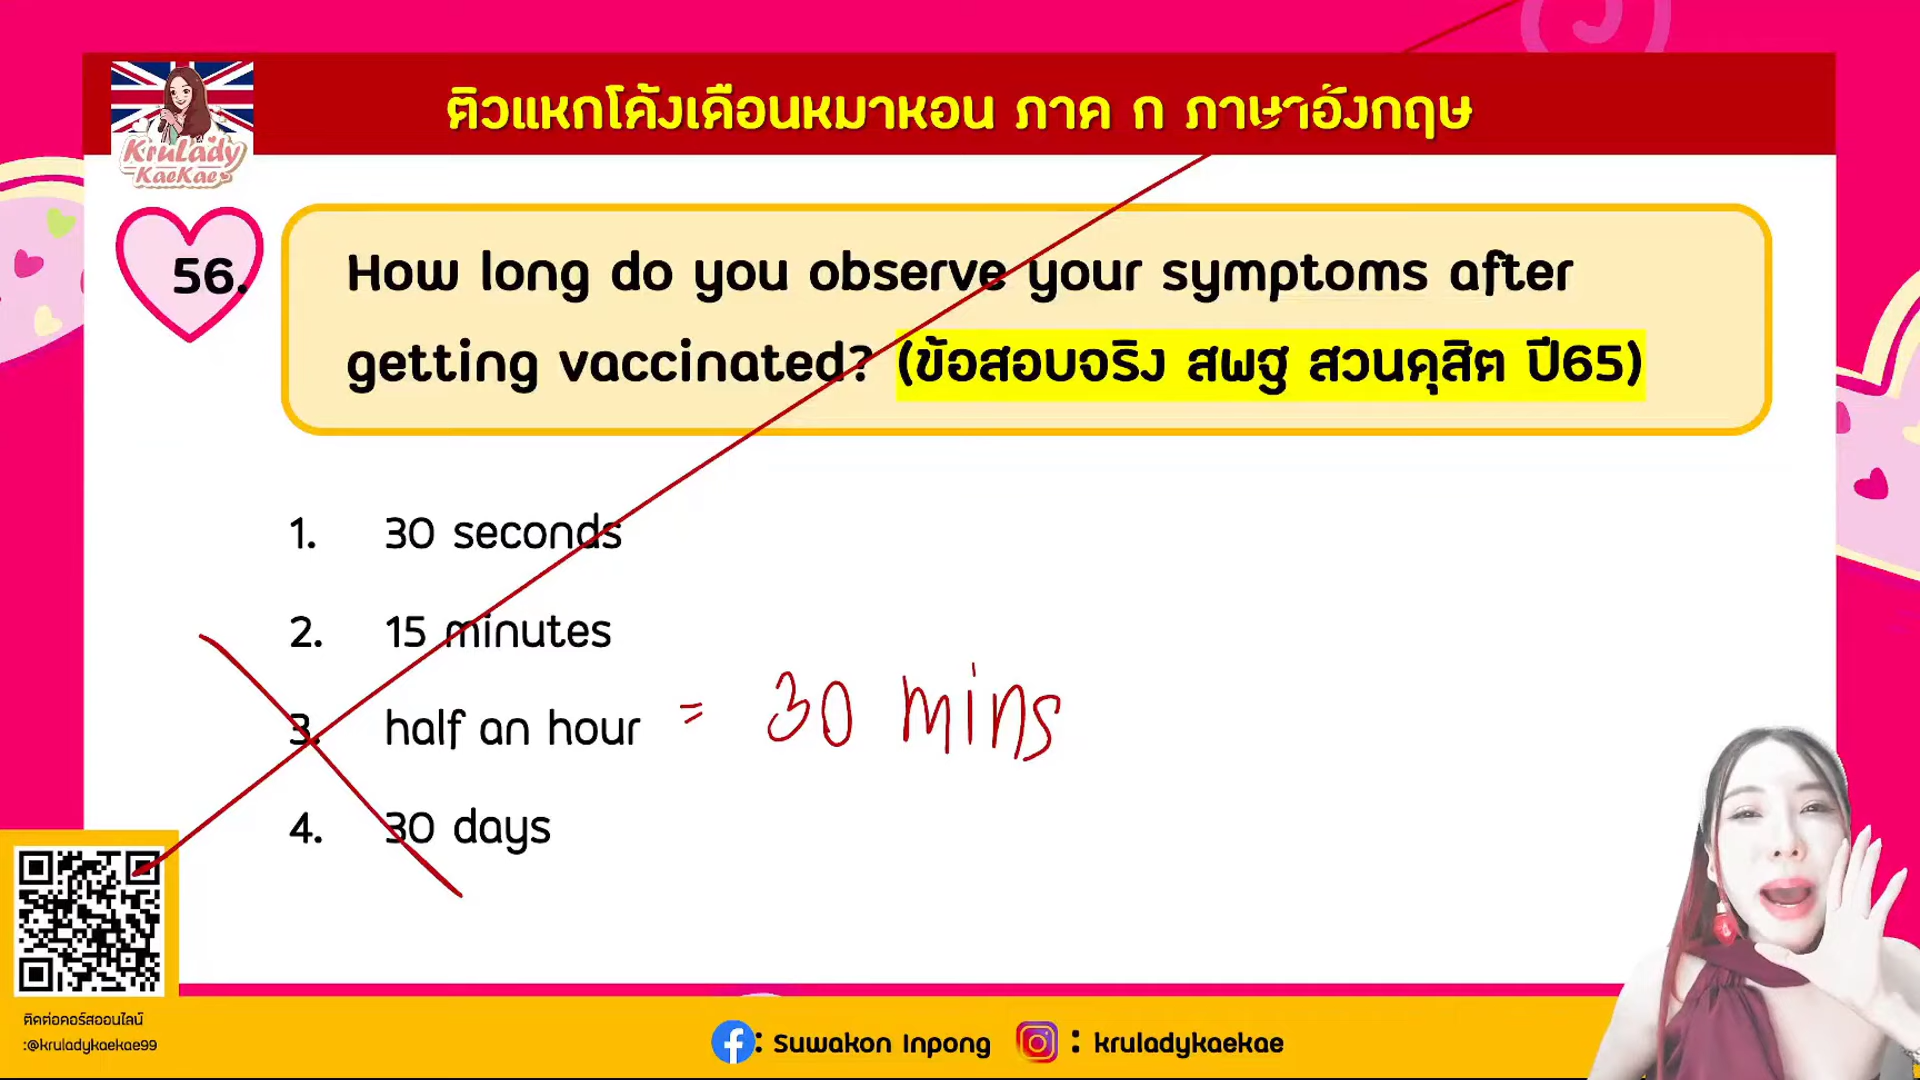 ติวแหกโค้งเดือนหมาหอน ภาค ก ภาษาอังกฤษ
KruLady
KaeKae
56.
How long do you observe your symptoms after
getting vaccinated? (ข้อสอบจริง สพฐ สวนดุสิต ปี65)
1. 30 seconds
2. 15 minutes
3. half an hour = 30 mins
4. 30 days
ติดต่อคอร์สออนไลน์
:@kruladykaekae99
: Suwakon Inpong : kruladykaekae